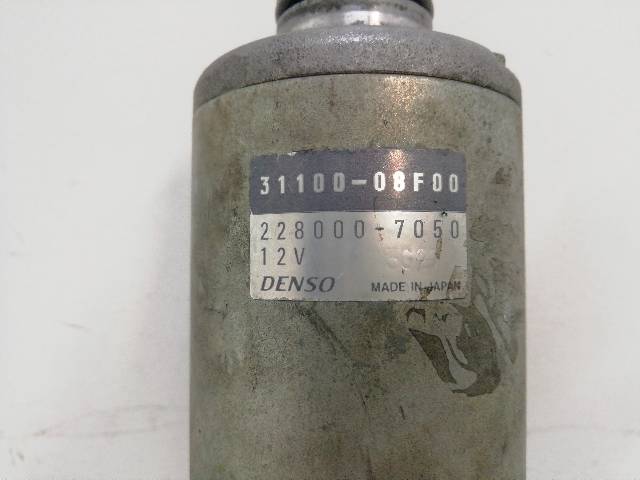 31100-08F00
228000-7050
12V
DENSO MADE IN JAPAN